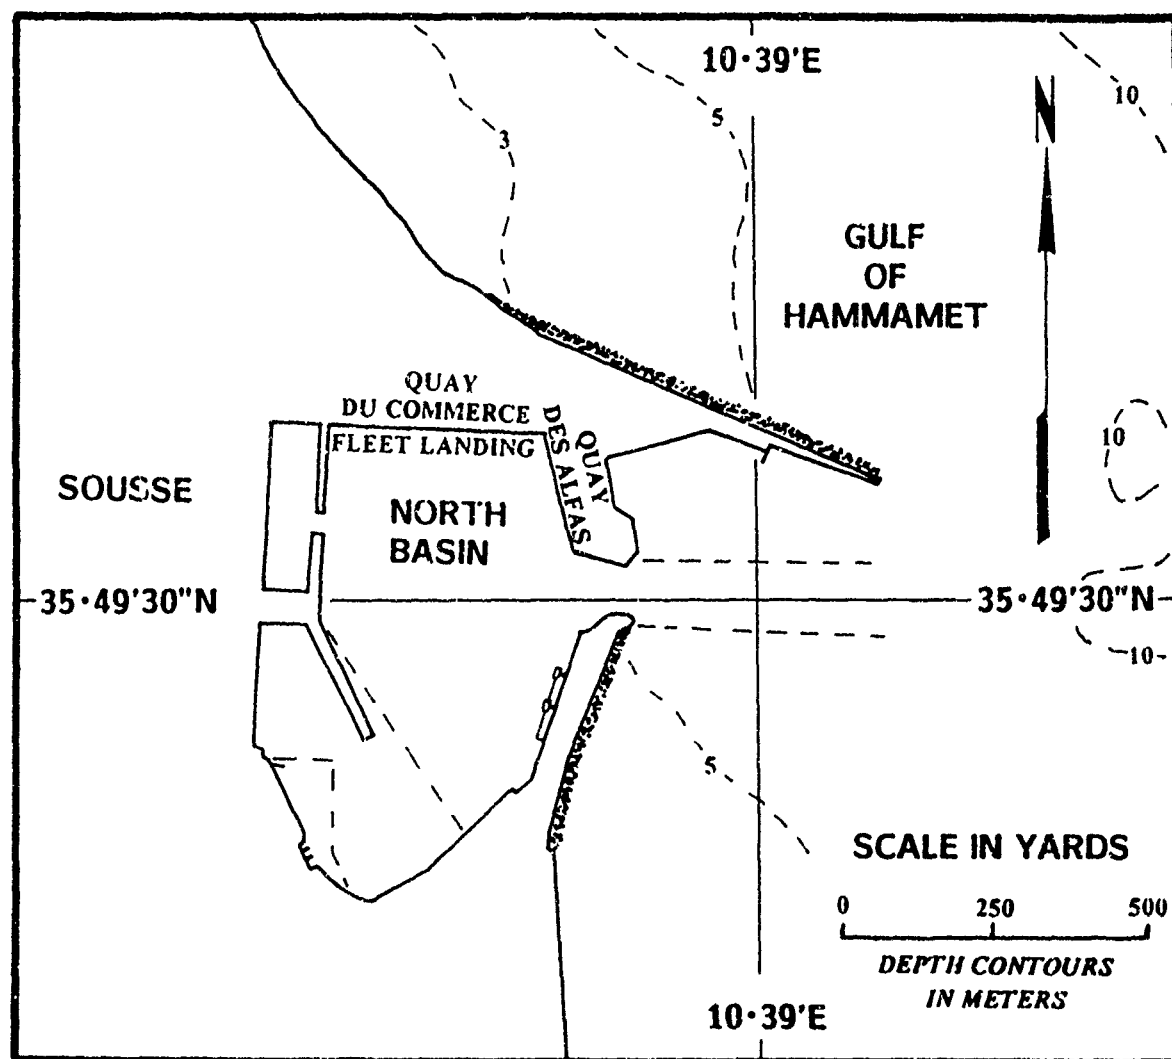 10•39'E
10
3
5
N
GULF
OF
HAMMAMET
QUAY
DU COMMERCE
FLEET LANDING
QUAY
DES ALFAS
10
SOUSSE
NORTH
BASIN
35•49'30"N
35•49'30"N
10
5
SCALE IN YARDS
0 250 500
DEPTH CONTOURS
IN METERS
10•39'E